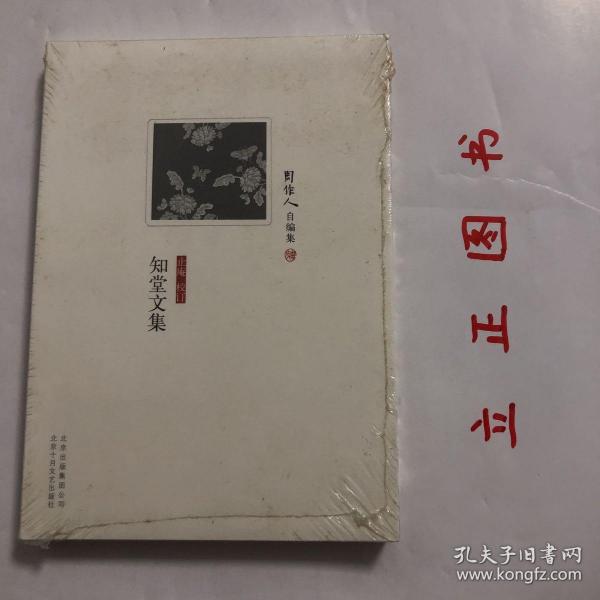 周作人
自编集
止庵 校订
知堂文集
北京出版集团公司
北京十月文艺出版社
立正图书
孔夫子旧书网
www.kongfz.com